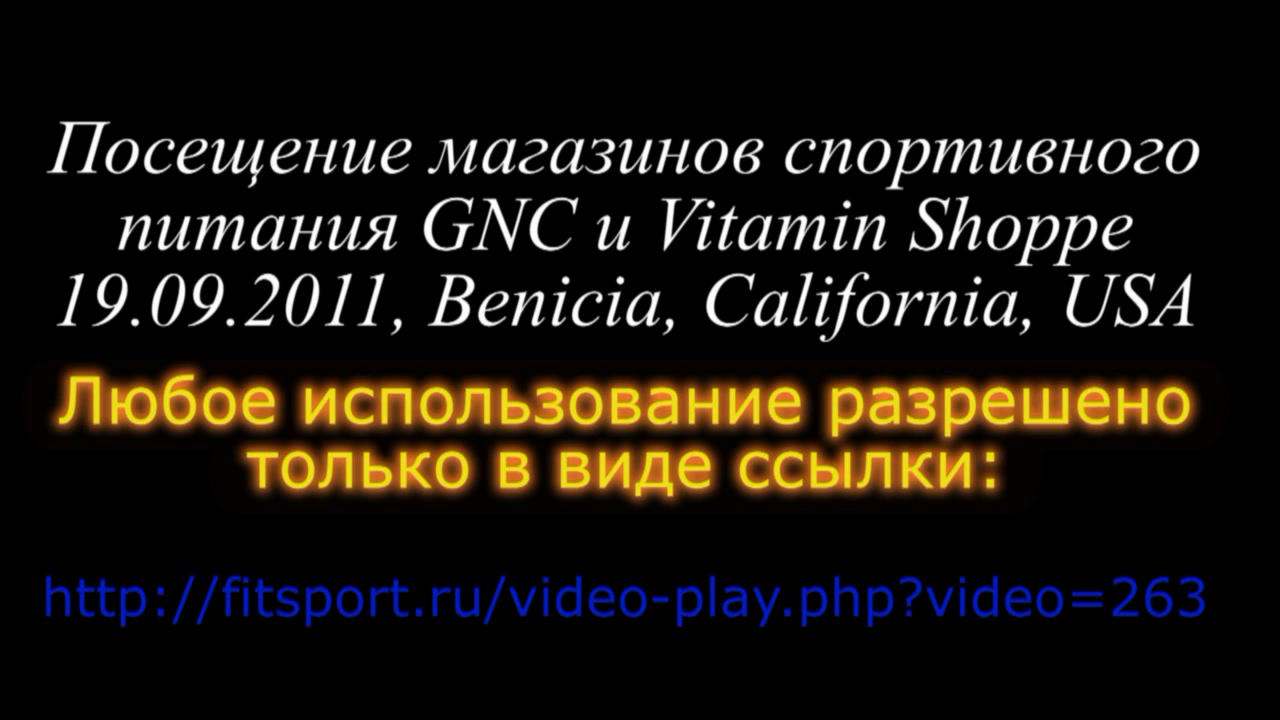 Посещение магазинов спортивного
питания GNC и Vitamin Shoppe
19.09.2011, Benicia, California, USA
Любое использование разрешено
только в виде ссылки:
http://fitsport.ru/video-play.php?video=263